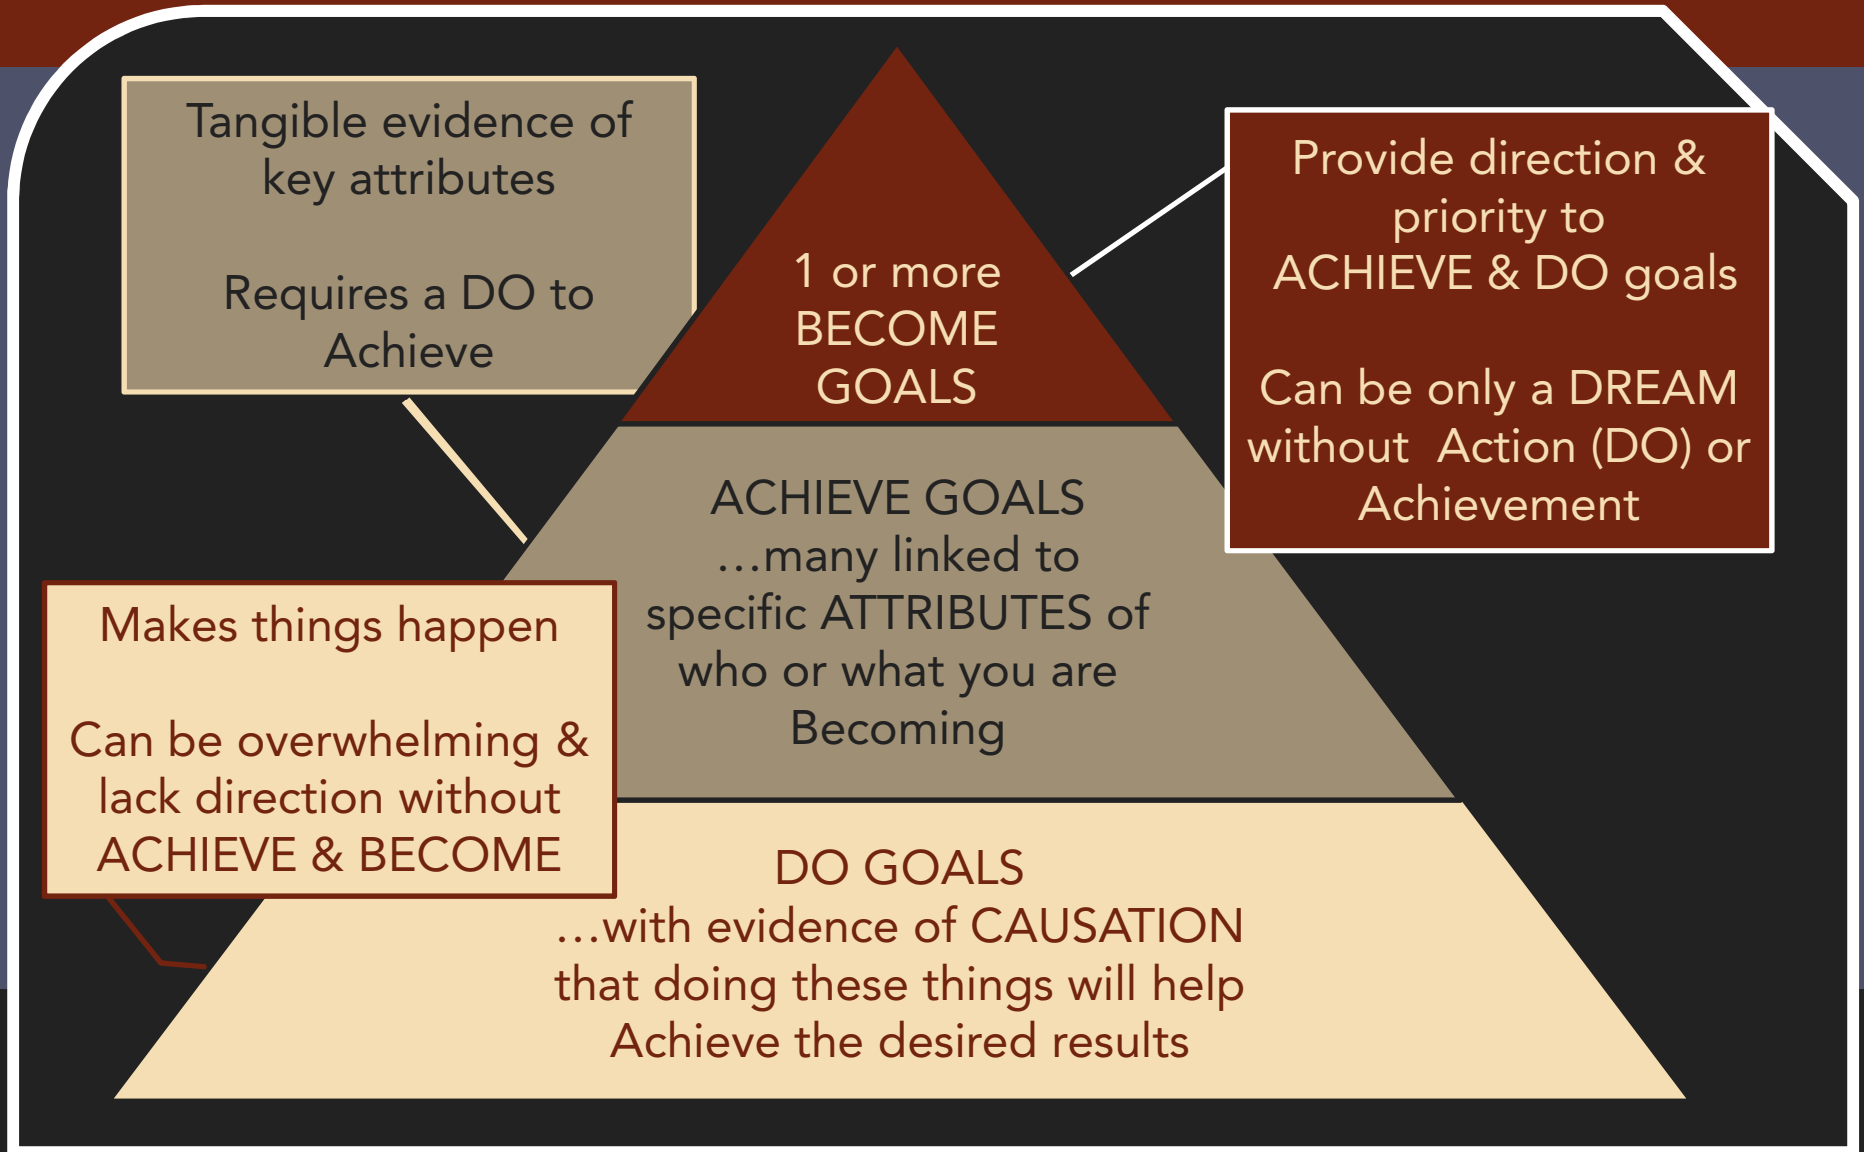 Tangible evidence of
key attributes
Requires a DO to
Achieve
1 or more
BECOME
GOALS
Provide direction &
priority to
ACHIEVE & DO goals
Can be only a DREAM
without  Action (DO) or
Achievement
ACHIEVE GOALS
…many linked to
specific ATTRIBUTES of
who or what you are
Becoming
Makes things happen
Can be overwhelming &
lack direction without
ACHIEVE & BECOME
DO GOALS
…with evidence of CAUSATION
that doing these things will help
Achieve the desired results